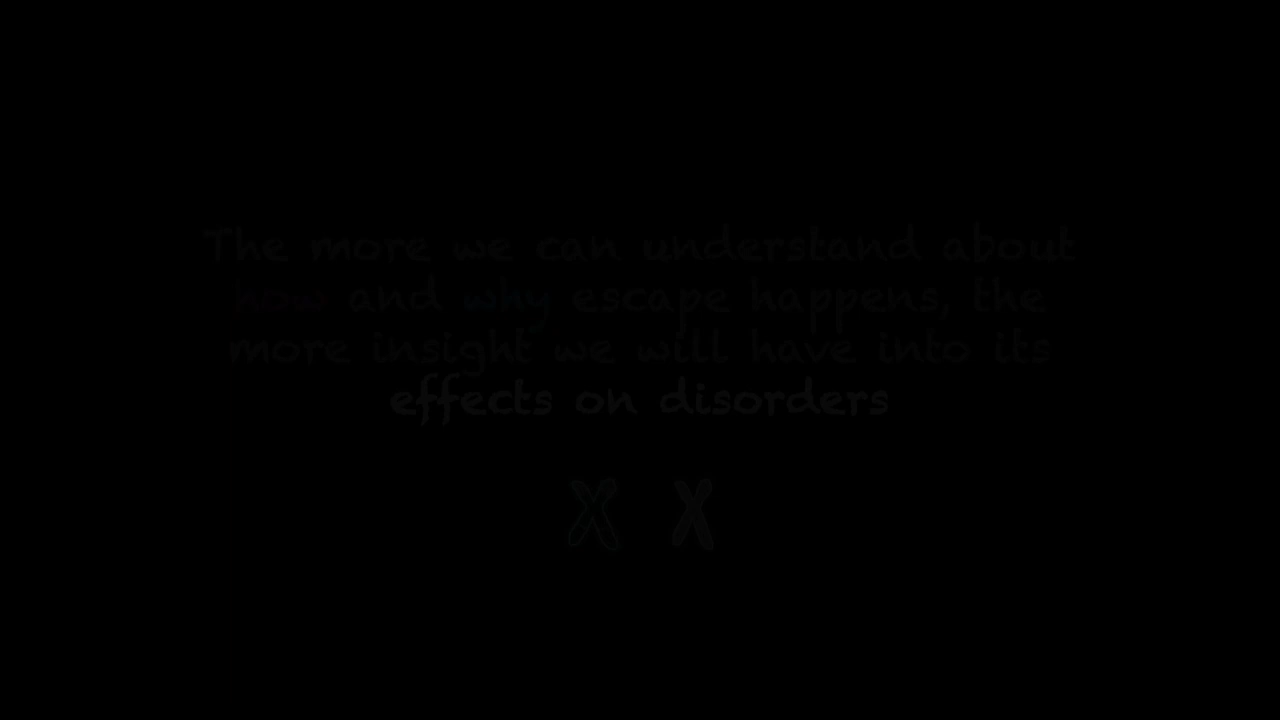 The more we can understand about
how and why escape happens, the
more insight we will have into its
effects on disorders